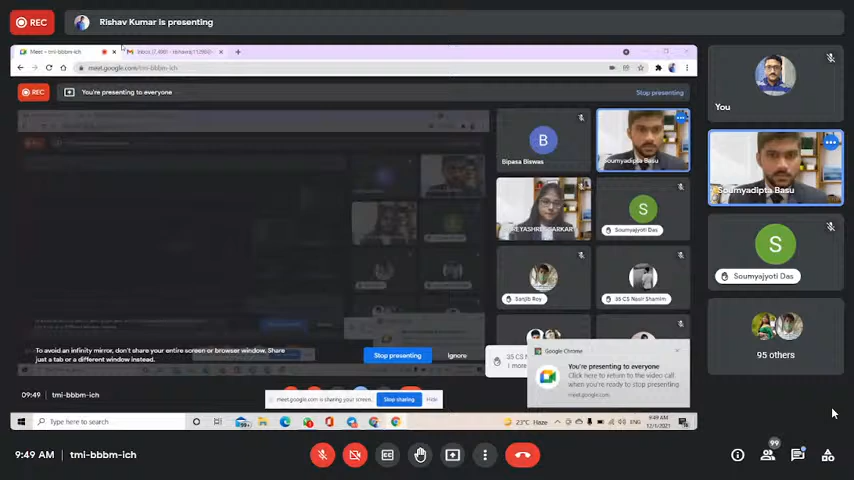 REC
Rishav Kumar is presenting
Meet – tmi-bbbm-ich
meet.google.com/tmi-bbbm-ich
REC
You're presenting to everyone
Stop presenting
B
Bipasa Biswas
Soumyadipta Basu
S
Soumyajyoti Das
Sanjib Roy
35 CS Nasir Shamim
To avoid an infinity mirror, don't share your entire screen or browser window. Share
just a tab or a different window instead.
Stop presenting
Ignore
Google Chrome
You're presenting to everyone
Click here to return to the video call
when you're ready to stop presenting
meet.google.com
09:49
tmi-bbbm-ich
meet.google.com is sharing your screen.
Stop sharing
Hide
Type here to search
99+
23°C Haze
ENG
9:49 AM
12/1/2021
You
Soumyadipta Basu
S
Soumyajyoti Das
95 others
9:49 AM
tmi-bbbm-ich
CC
99